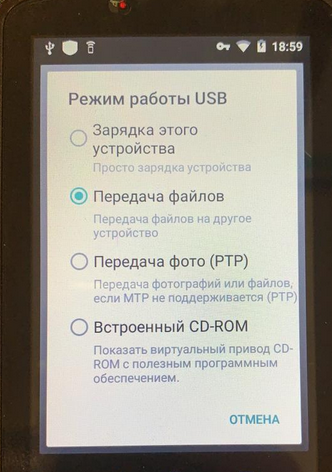 18:59
Режим работы USB
Зарядка этого
устройства
Просто зарядка устройства
Передача файлов
Передача файлов на другое
устройство
Передача фото (PTP)
Передача фотографий или файлов,
если MTP не поддерживается (PTP)
Встроенный CD-ROM
Показать виртуальный привод CD-
ROM с полезным программным
обеспечением.
ОТМЕНА